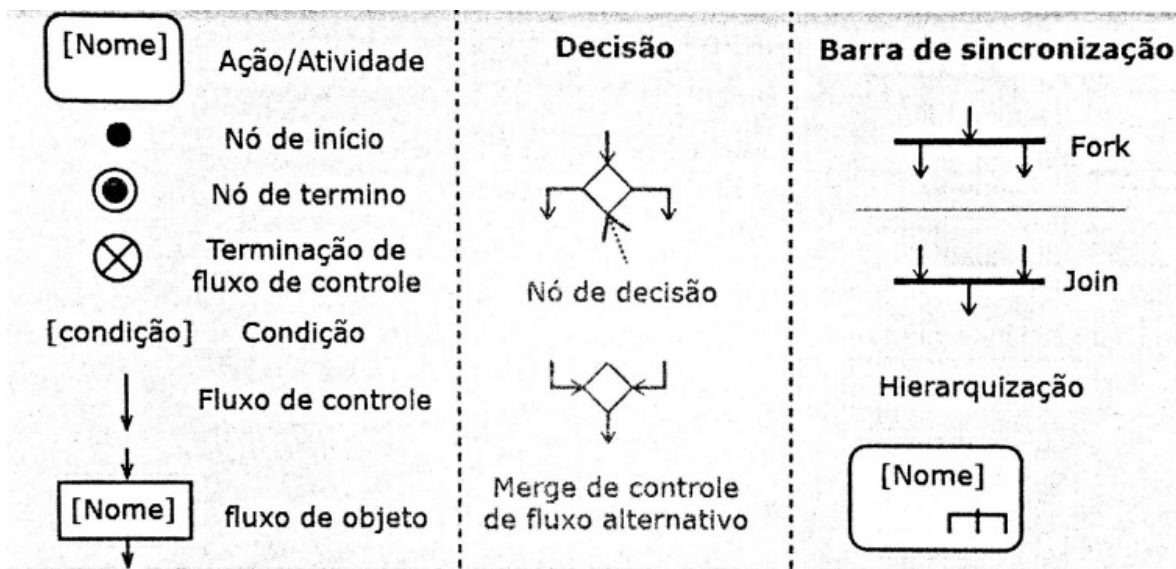 [Nome]
Ação/Atividade
Nó de início
Nó de termino
Terminação de
fluxo de controle
[condição] Condição
Fluxo de controle
[Nome]
fluxo de objeto
Decisão
Nó de decisão
Merge de controle
de fluxo alternativo
Barra de sincronização
Fork
Join
Hierarquização
[Nome]